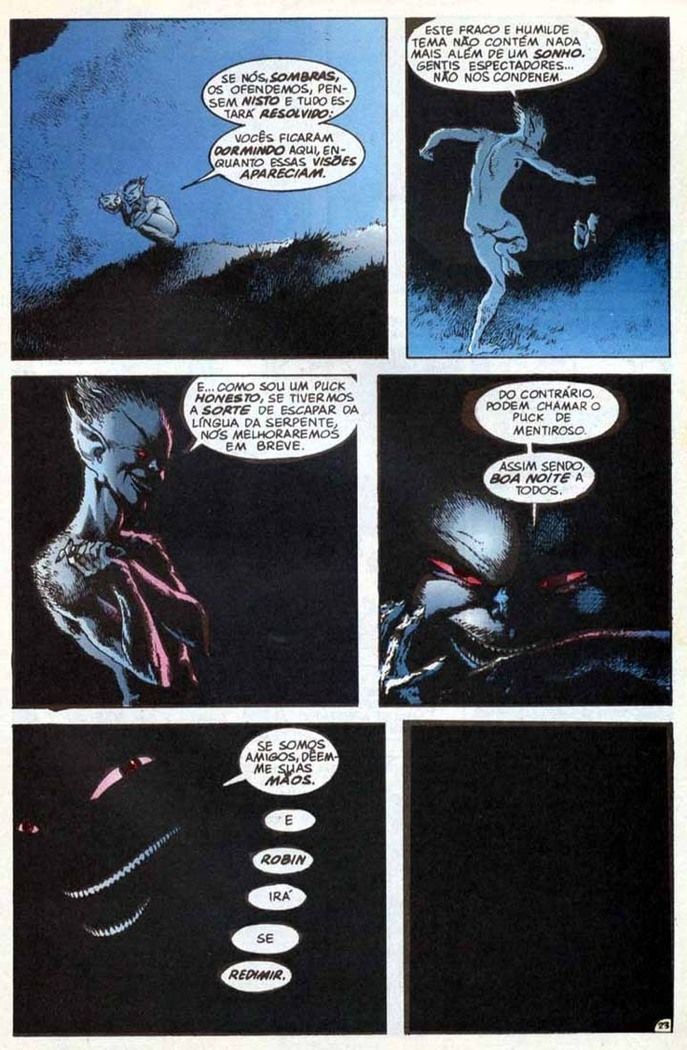 SE NÓS, SOMBRAS,
OS OFENDEMOS, PEN-
SEM NISTO E TUDO ES-
TARÁ RESOLVIDO:
VOCÊS FICARAM
DORMINDO AQUI, EN-
QUANTO ESSAS VISÕES
APARECIAM.
ESTE FRACO E HUMILDE
TEMA NÃO CONTÉM NADA
MAIS ALÉM DE UM SONHO.
GENTIS ESPECTADORES...
NÃO NOS CONDENEM.
E... COMO SOU UM PUCK
HONESTO, SE TIVERMOS
A SORTE DE ESCAPAR DA
LÍNGUA DA SERPENTE,
NÓS MELHORAREMOS
EM BREVE.
DO CONTRÁRIO,
PODEM CHAMAR O
PUCK DE
MENTIROSO.
ASSIM SENDO,
BOA NOITE A
TODOS.
SE SOMOS
AMIGOS, DÊEM-
ME SUAS
MÃOS.
E
ROBIN
IRÁ
SE
REDIMIR.
23